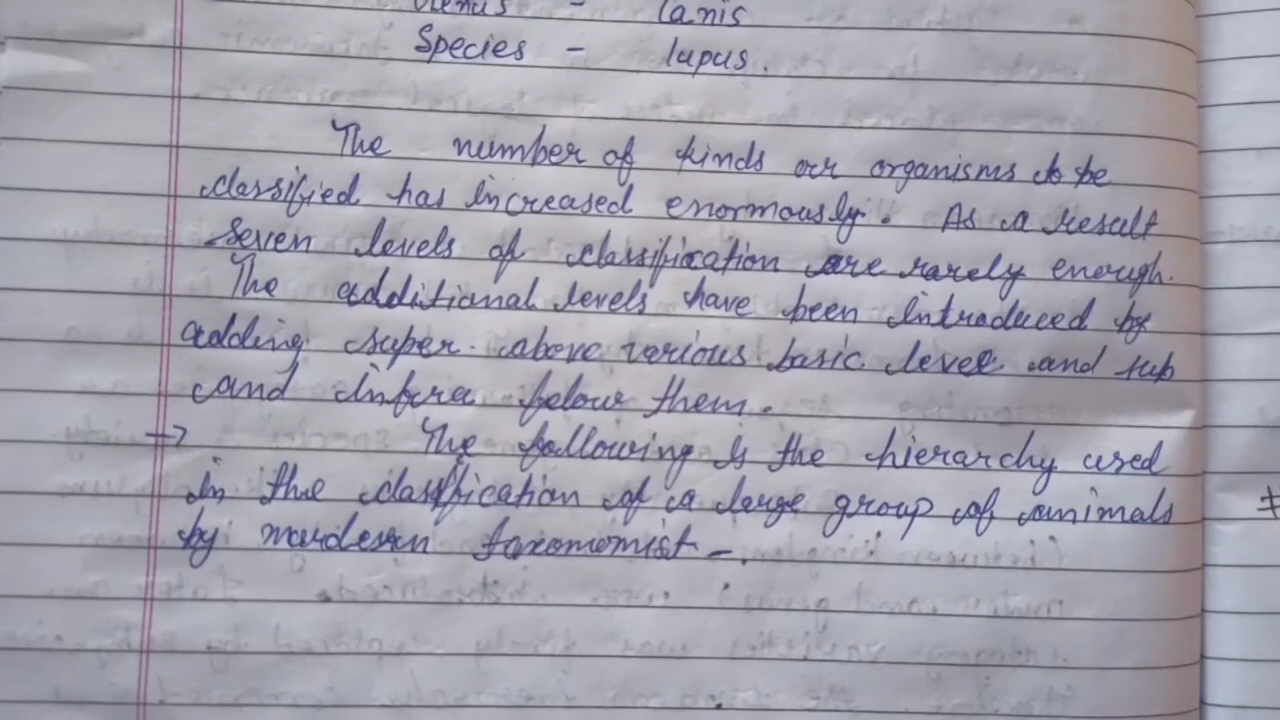 Genus - Canis
Species - lupus.
The number of kinds or organisms to be
classified has increased enormously. As a result
seven levels of classification are rarely enough.
The additional levels have been introduced by
adding super above various basic level and sub
and infra below them.
→ The following is the hierarchy used
in the classification of a large group of animals
by mordern taxonomist -